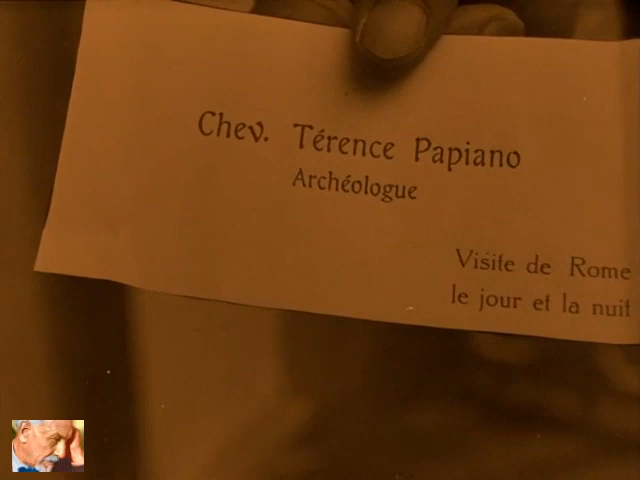 Chev. Térence Papiano
Archéologue
Visite de Rome
le jour et la nuit